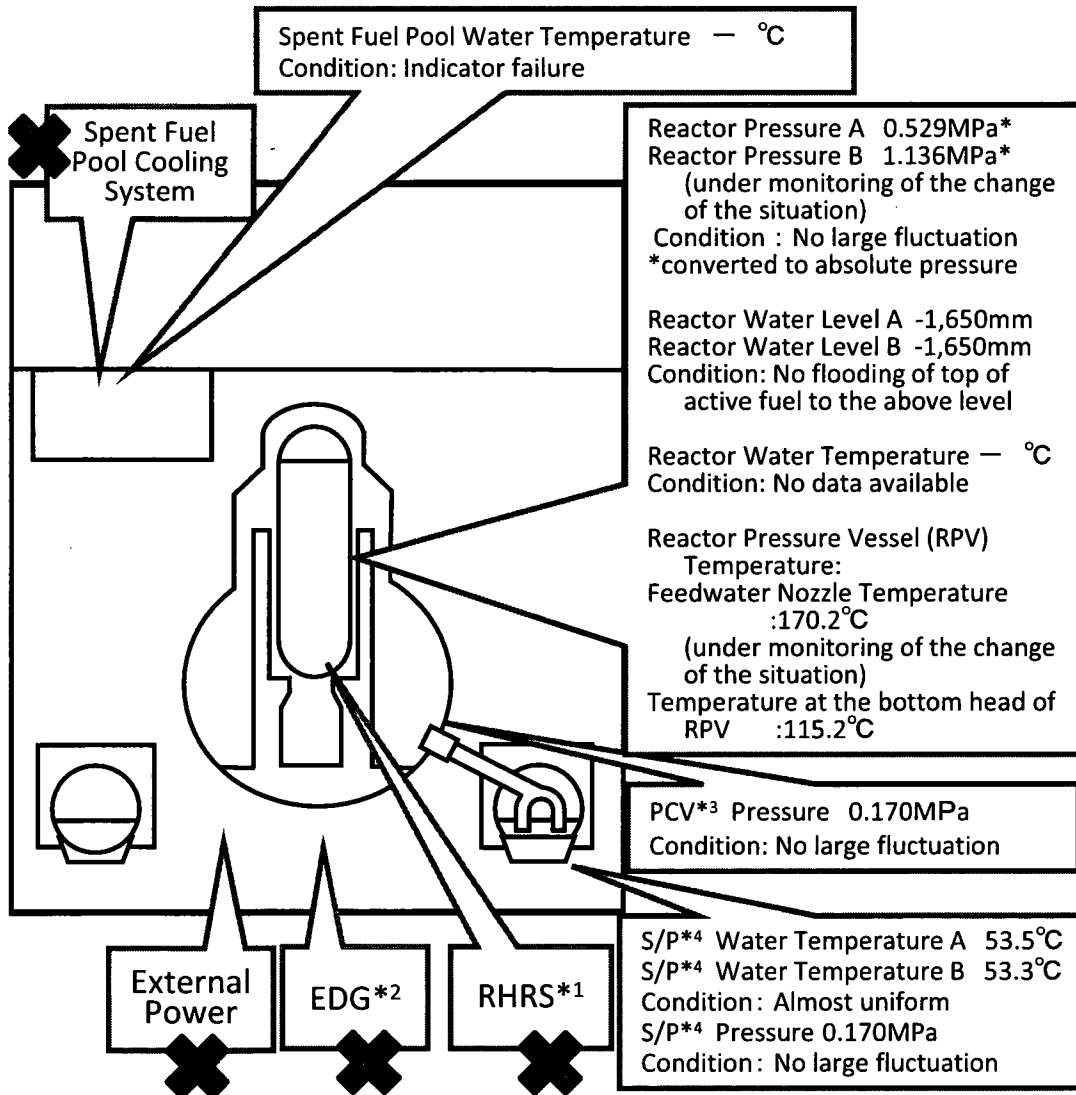 Spent Fuel Pool Water Temperature － ℃
Condition: Indicator failure
Spent Fuel
Pool Cooling
System
Reactor Pressure A 0.529MPa*
Reactor Pressure B 1.136MPa*
(under monitoring of the change
of the situation)
Condition : No large fluctuation
*converted to absolute pressure
Reactor Water Level A -1,650mm
Reactor Water Level B -1,650mm
Condition: No flooding of top of
active fuel to the above level
Reactor Water Temperature － ℃
Condition: No data available
Reactor Pressure Vessel (RPV)
Temperature:
Feedwater Nozzle Temperature
:170.2℃
(under monitoring of the change
of the situation)
Temperature at the bottom head of
RPV :115.2℃
PCV*3 Pressure 0.170MPa
Condition: No large fluctuation
S/P*4 Water Temperature A 53.5℃
S/P*4 Water Temperature B 53.3℃
Condition: Almost uniform
S/P*4 Pressure 0.170MPa
Condition: No large fluctuation
External
Power
EDG*2
RHRS*1